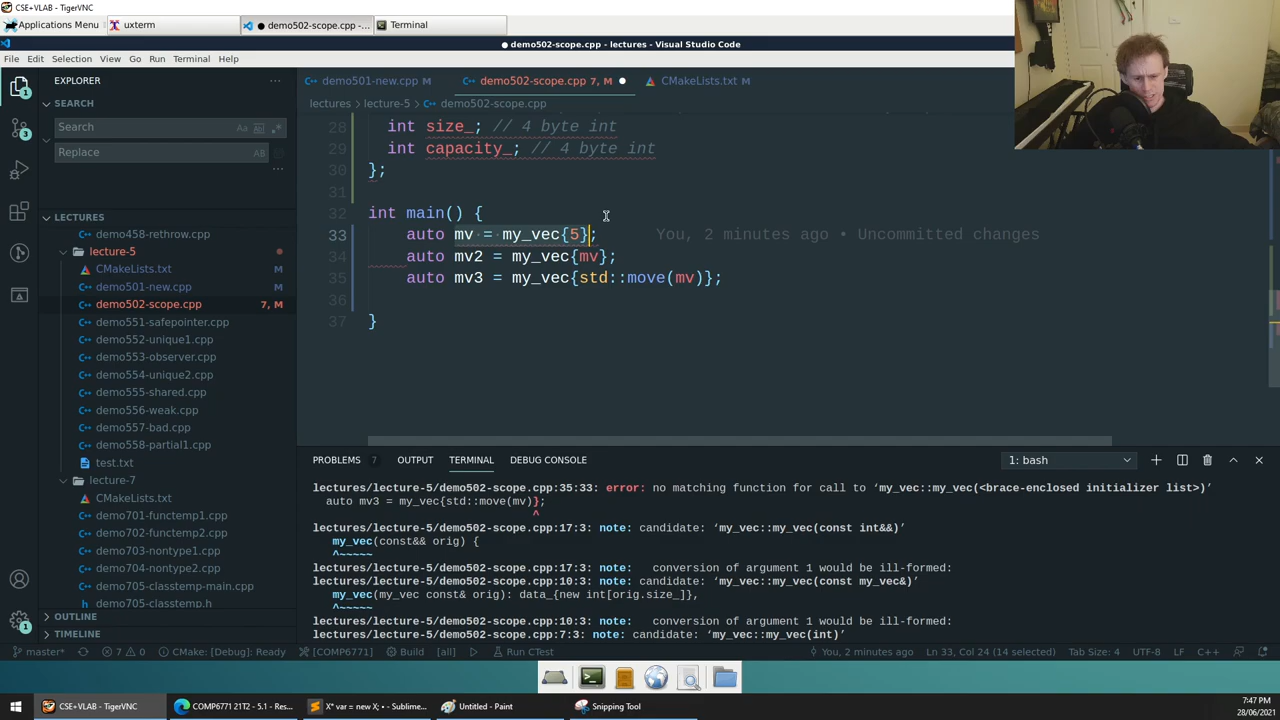 CSE+VLAB - TigerVNC
Applications Menu
uxterm
● demo502-scope.cpp -...
Terminal
● demo502-scope.cpp - lectures - Visual Studio Code
File Edit Selection View Go Run Terminal Help
EXPLORER
SEARCH
Search
Replace
LECTURES
demo458-rethrow.cpp
lecture-5
CMakeLists.txt M
demo501-new.cpp M
demo502-scope.cpp 7, M
demo551-safepointer.cpp
demo552-unique1.cpp
demo553-observer.cpp
demo554-unique2.cpp
demo555-shared.cpp
demo556-weak.cpp
demo557-bad.cpp
demo558-partial1.cpp
test.txt
lecture-7
CMakeLists.txt
demo701-functemp1.cpp
demo702-functemp2.cpp
demo703-nontype1.cpp
demo704-nontype2.cpp
demo705-classtemp-main.cpp
demo705-classtemp.h
OUTLINE
TIMELINE
demo501-new.cpp M
demo502-scope.cpp 7, M ●
CMakeLists.txt M
lectures > lecture-5 > demo502-scope.cpp
28 int size_; // 4 byte int
29 int capacity_; // 4 byte int
30 };
31
32 int main() {
33 auto mv = my_vec{5}; You, 2 minutes ago • Uncommitted changes
34 auto mv2 = my_vec{mv};
35 auto mv3 = my_vec{std::move(mv)};
36
37 }
PROBLEMS 7 OUTPUT TERMINAL DEBUG CONSOLE
1: bash
lectures/lecture-5/demo502-scope.cpp:35:33: error: no matching function for call to ‘my_vec::my_vec(<brace-enclosed initializer list>)’
auto mv3 = my_vec{std::move(mv)};
^
lectures/lecture-5/demo502-scope.cpp:17:3: note: candidate: ‘my_vec::my_vec(const int&&)’
my_vec(const&& orig) {
^~~~~~
lectures/lecture-5/demo502-scope.cpp:17:3: note: conversion of argument 1 would be ill-formed:
lectures/lecture-5/demo502-scope.cpp:10:3: note: candidate: ‘my_vec::my_vec(const my_vec&)’
my_vec(my_vec const& orig): data_{new int[orig.size_]},
^~~~~~
lectures/lecture-5/demo502-scope.cpp:10:3: note: conversion of argument 1 would be ill-formed:
lectures/lecture-5/demo502-scope.cpp:7:3: note: candidate: ‘my_vec::my_vec(int)’
master* 7 0 CMake: [Debug]: Ready [COMP6771] Build [all] Run CTest You, 2 minutes ago Ln 33, Col 24 (14 selected) Tab Size: 4 UTF-8 LF C++
CSE+VLAB - TigerVNC
COMP6771 21T2 - 5.1 - Res...
X* var = new X; • - Sublime...
Untitled - Paint
Snipping Tool
7:47 PM
28/06/2021